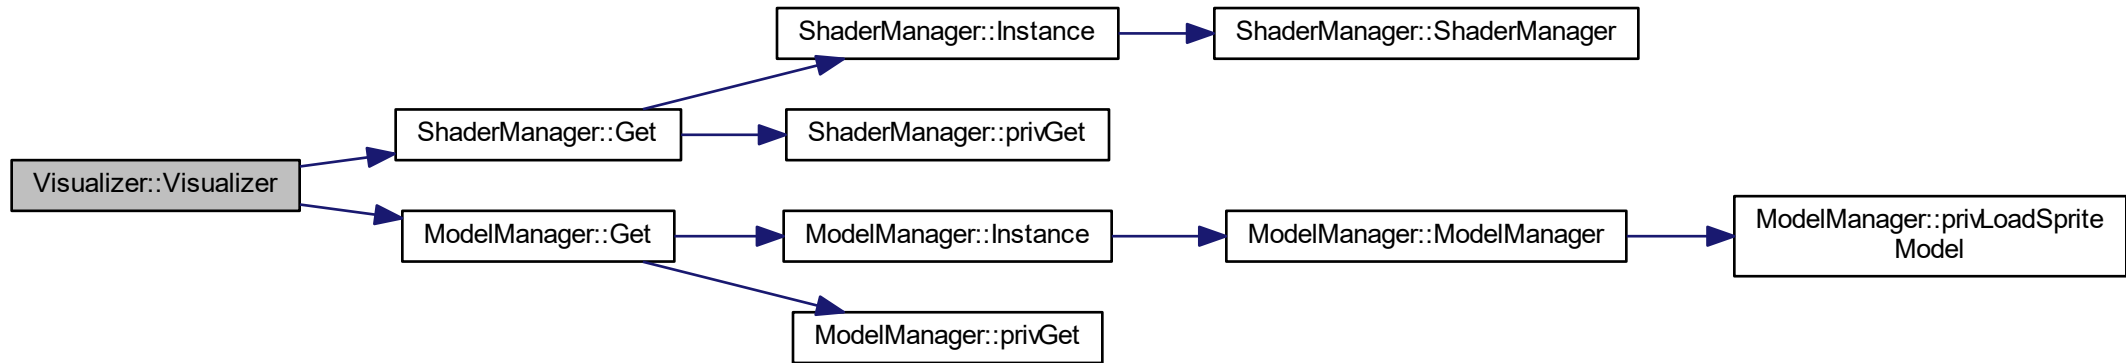 ShaderManager::Instance
ShaderManager::ShaderManager
ShaderManager::Get
ShaderManager::privGet
Visualizer::Visualizer
ModelManager::Get
ModelManager::Instance
ModelManager::ModelManager
ModelManager::privLoadSprite
Model
ModelManager::privGet